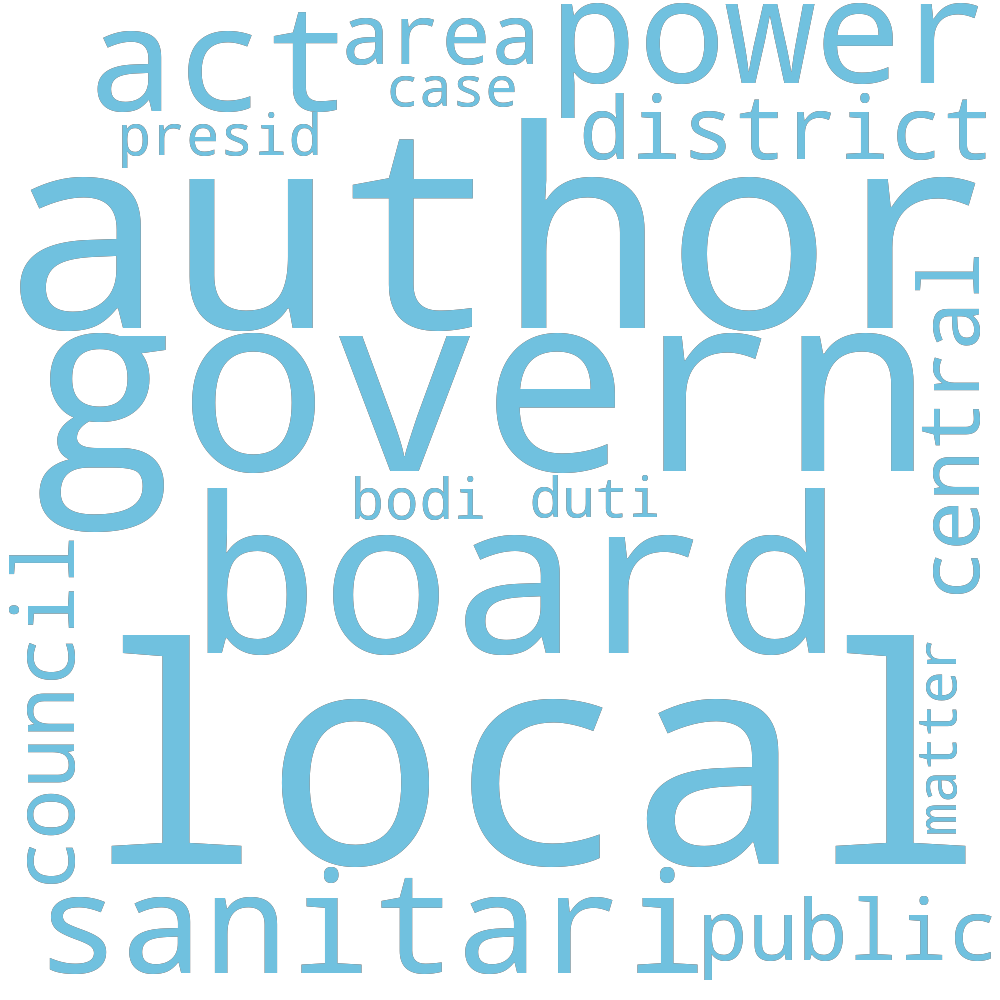 act area power
case
presid district
author
govern
central
bodi duti
board
council
local
matter
sanitari public